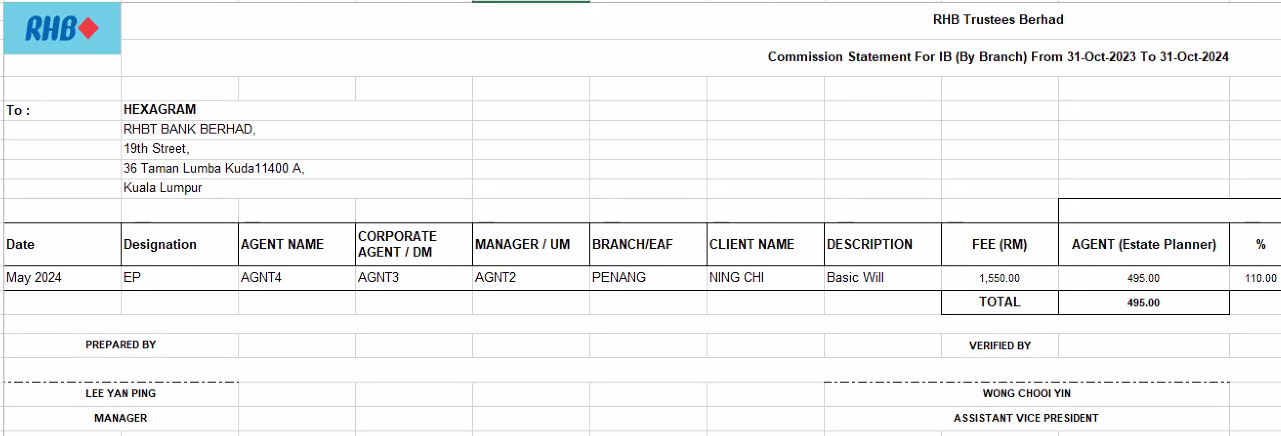 RHB
RHB Trustees Berhad
Commission Statement For IB (By Branch) From 31-Oct-2023 To 31-Oct-2024
To : HEXAGRAM
RHBT BANK BERHAD,
19th Street,
36 Taman Lumba Kuda11400 A,
Kuala Lumpur
Date Designation AGENT NAME CORPORATE AGENT / DM MANAGER / UM BRANCH/EAF CLIENT NAME DESCRIPTION FEE (RM) AGENT (Estate Planner) %
May 2024 EP AGNT4 AGNT3 AGNT2 PENANG NING CHI Basic Will 1,550.00 495.00 110.00
TOTAL 495.00
PREPARED BY VERIFIED BY
LEE YAN PING WONG CHOOI YIN
MANAGER ASSISTANT VICE PRESIDENT